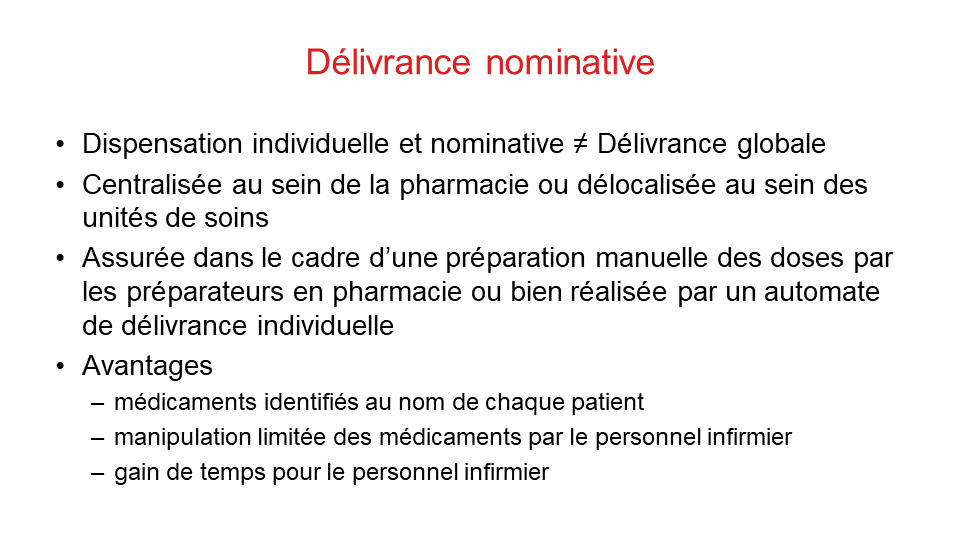 Délivrance nominative
• Dispensation individuelle et nominative ≠ Délivrance globale
• Centralisée au sein de la pharmacie ou délocalisée au sein des
unités de soins
• Assurée dans le cadre d’une préparation manuelle des doses par
les préparateurs en pharmacie ou bien réalisée par un automate
de délivrance individuelle
• Avantages
– médicaments identifiés au nom de chaque patient
– manipulation limitée des médicaments par le personnel infirmier
– gain de temps pour le personnel infirmier